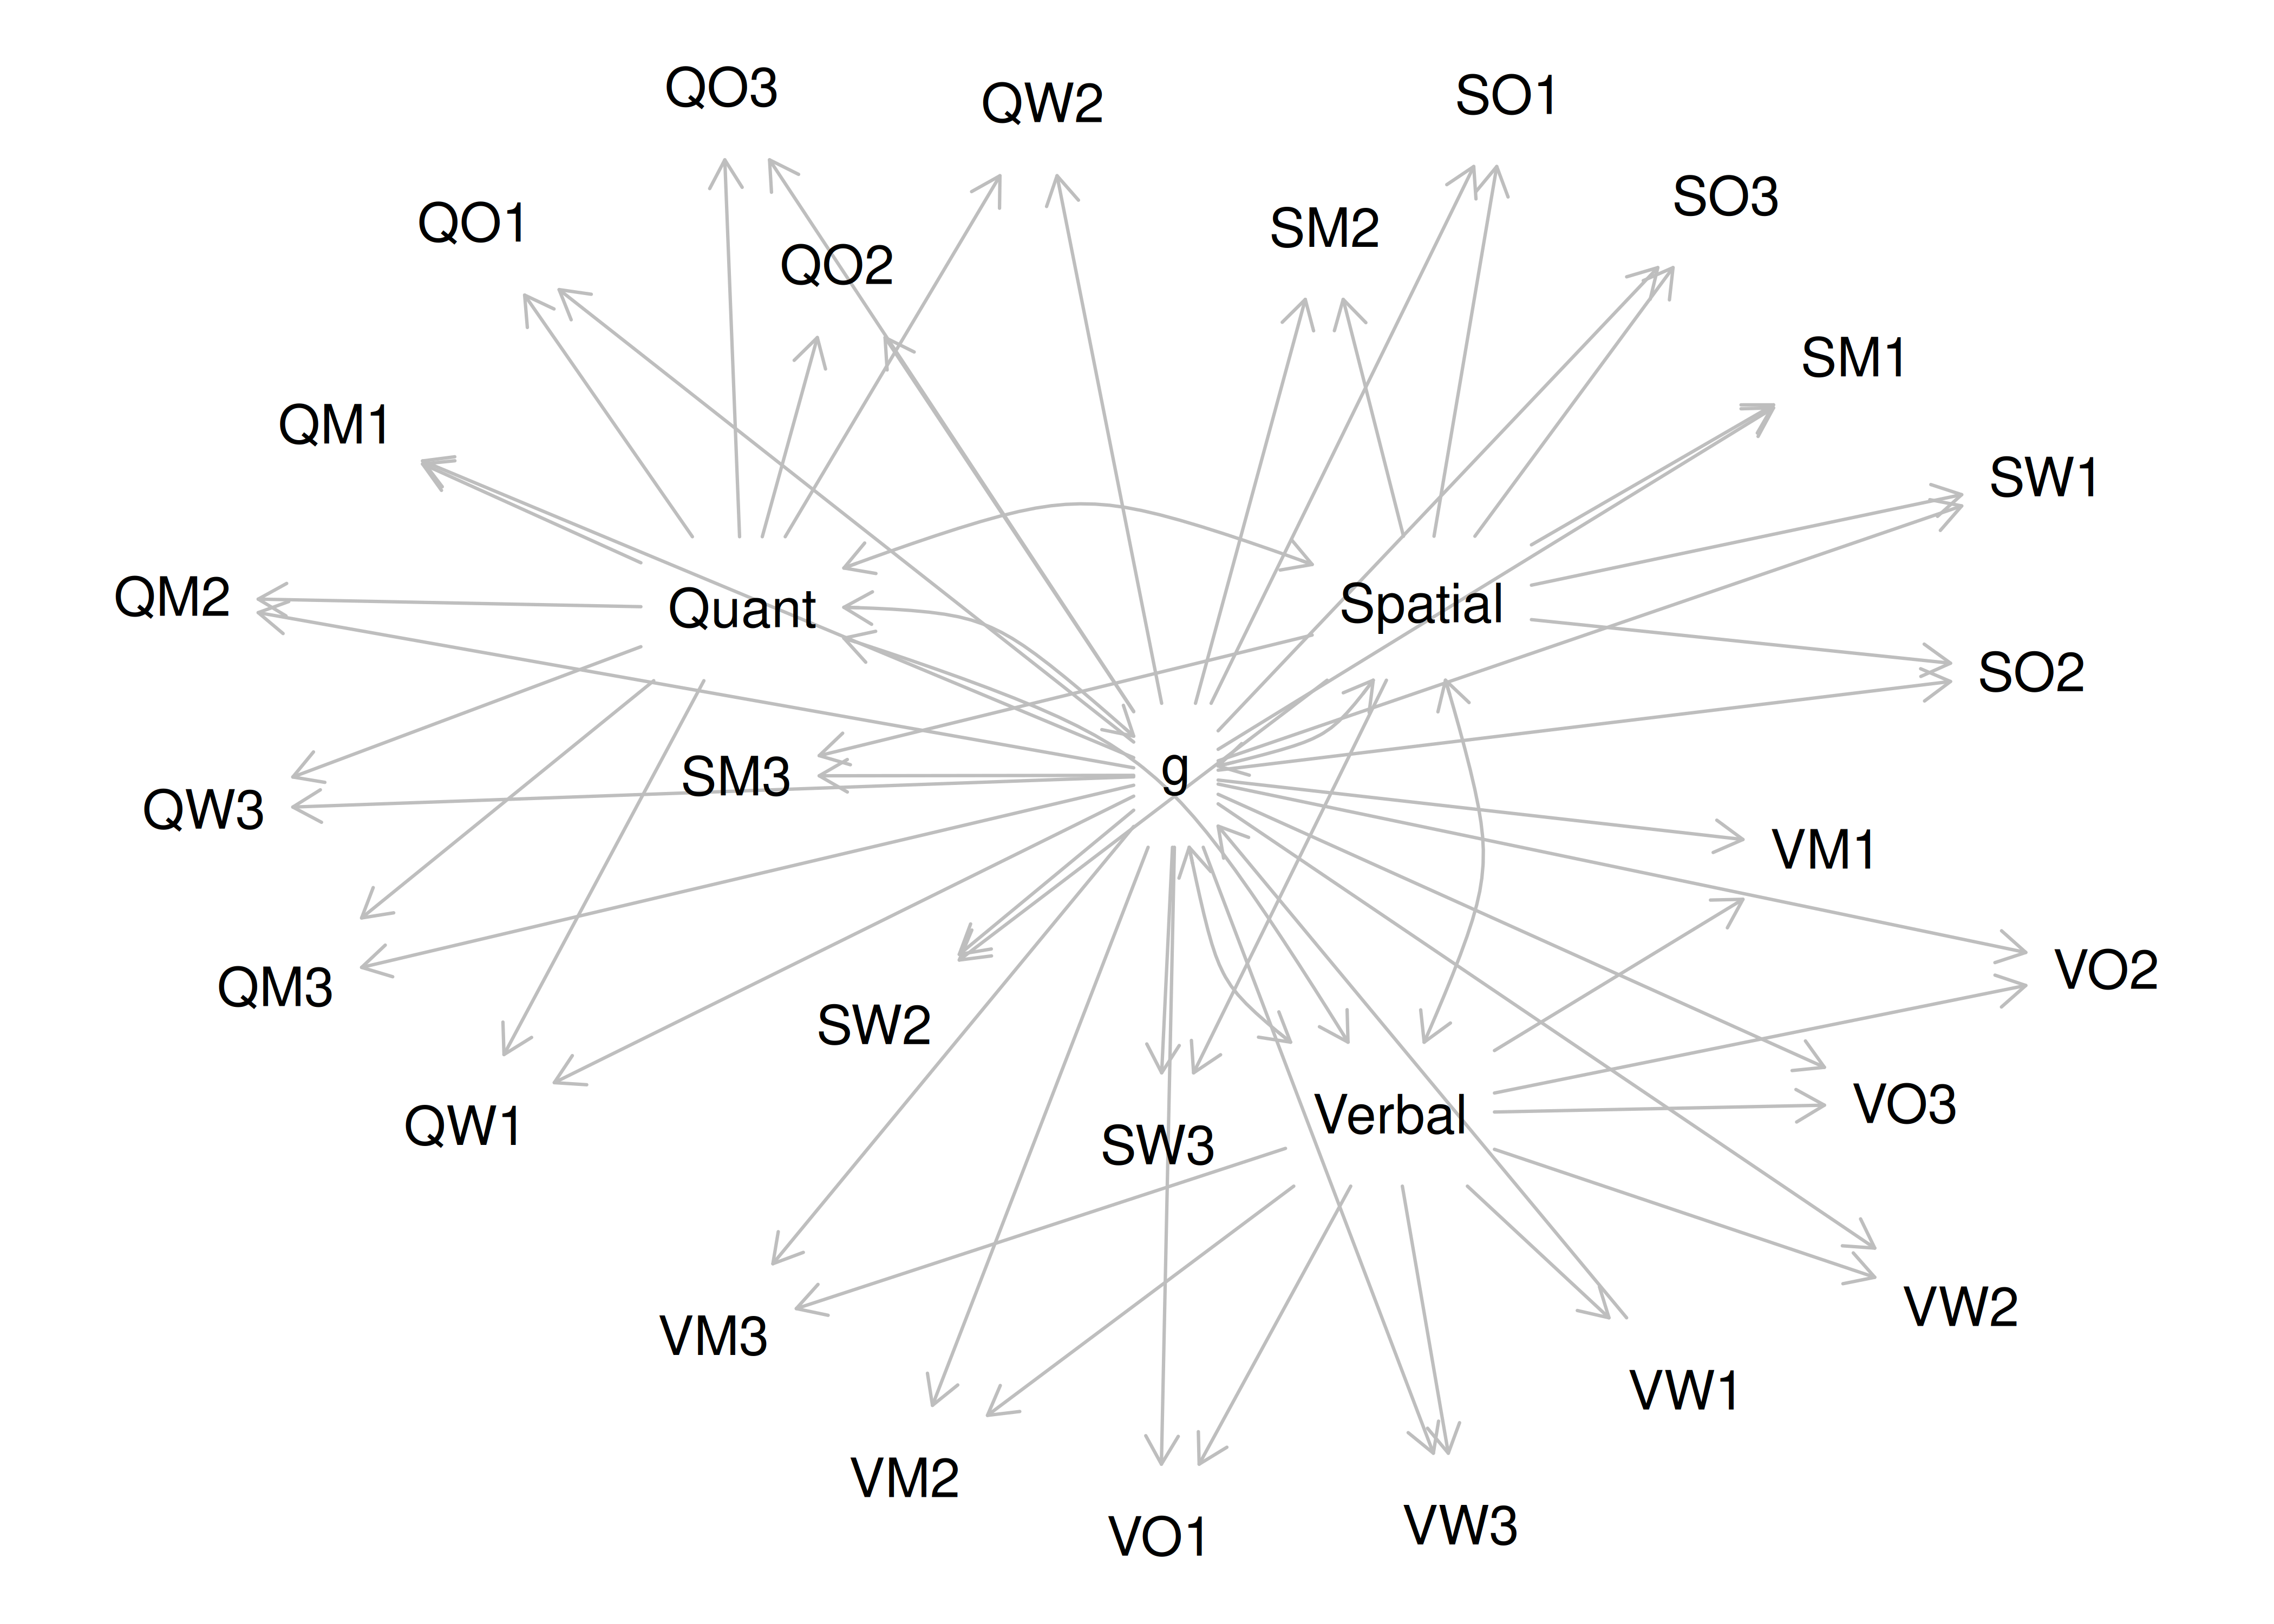 QO3
SO1
QW2
SO3
QO1
SM2
QO2
SM1
QM1
SW1
QM2
Spatial
Quant
SO2
g
SM3
QW3
VM1
VO2
QM3
SW2
VO3
Verbal
QW1
SW3
VW2
VM3
VW1
VM2
VW3
VO1